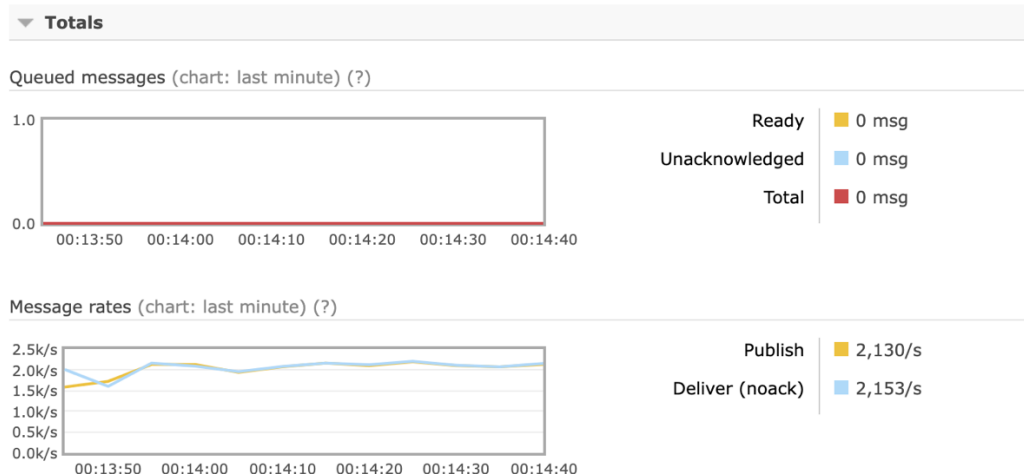 Totals
Queued messages (chart: last minute) (?)
1.0
0.0
00:13:50 00:14:00 00:14:10 00:14:20 00:14:30 00:14:40
Ready 0 msg
Unacknowledged 0 msg
Total 0 msg
Message rates (chart: last minute) (?)
2.5k/s
2.0k/s
1.5k/s
1.0k/s
0.5k/s
0.0k/s
00:13:50 00:14:00 00:14:10 00:14:20 00:14:30 00:14:40
Publish 2,130/s
Deliver (noack) 2,153/s